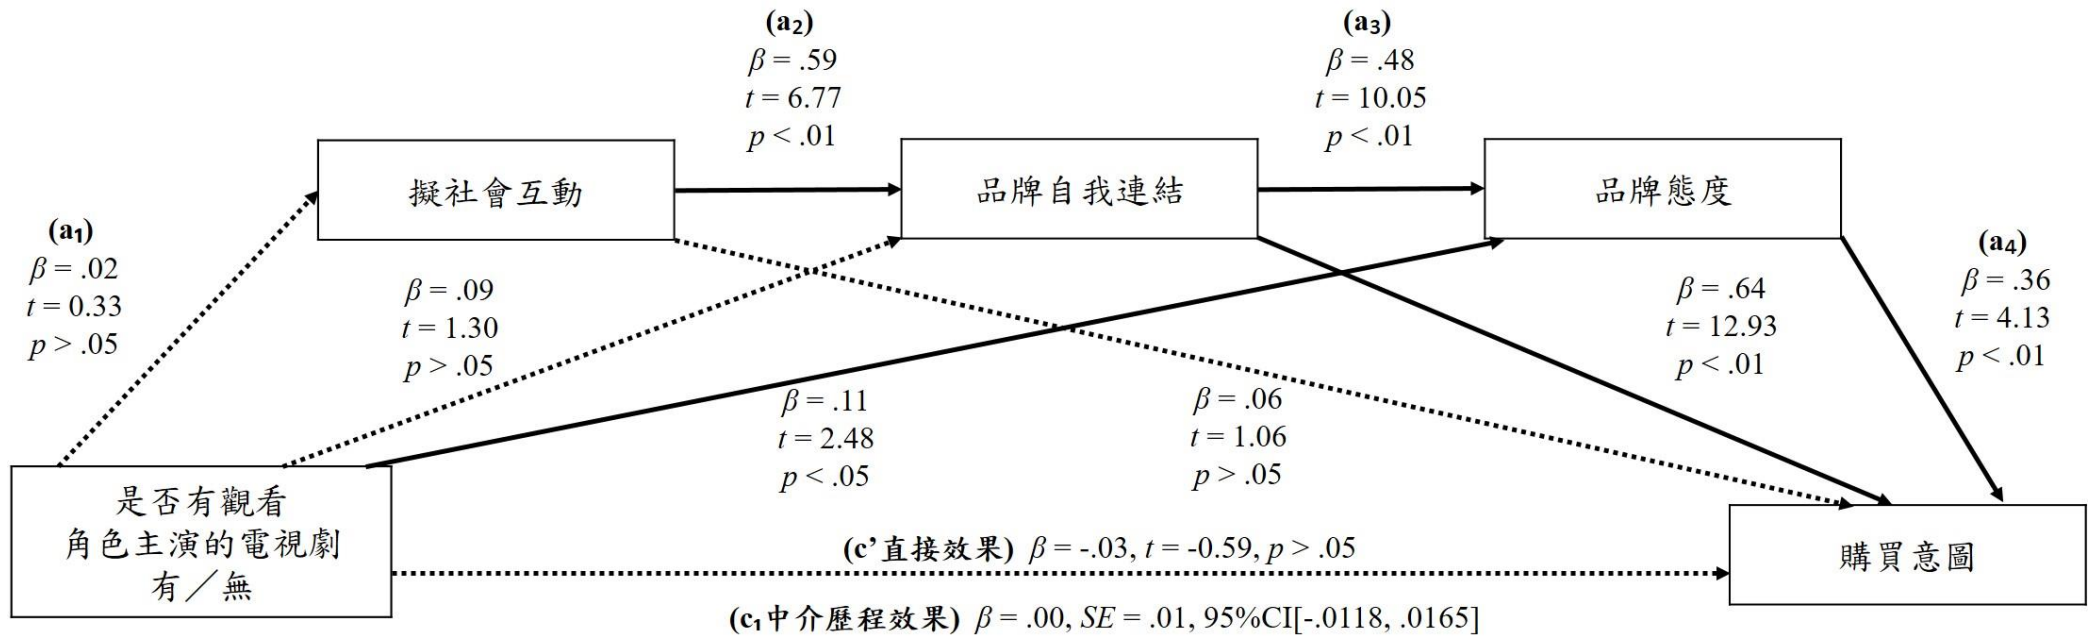 (a₂)
β = .59
t = 6.77
p < .01
(a₃)
β = .48
t = 10.05
p < .01
擬社會互動
品牌自我連結
品牌態度
(a₁)
β = .02
t = 0.33
p > .05
β = .09
t = 1.30
p > .05
β = .11
t = 2.48
p < .05
β = .06
t = 1.06
p > .05
β = .64
t = 12.93
p < .01
(a₄)
β = .36
t = 4.13
p < .01
是否有觀看
角色主演的電視劇
有／無
(c’直接效果) β = -.03, t = -0.59, p > .05
購買意圖
(c₁中介歷程效果) β = .00, SE = .01, 95%CI[-.0118, .0165]